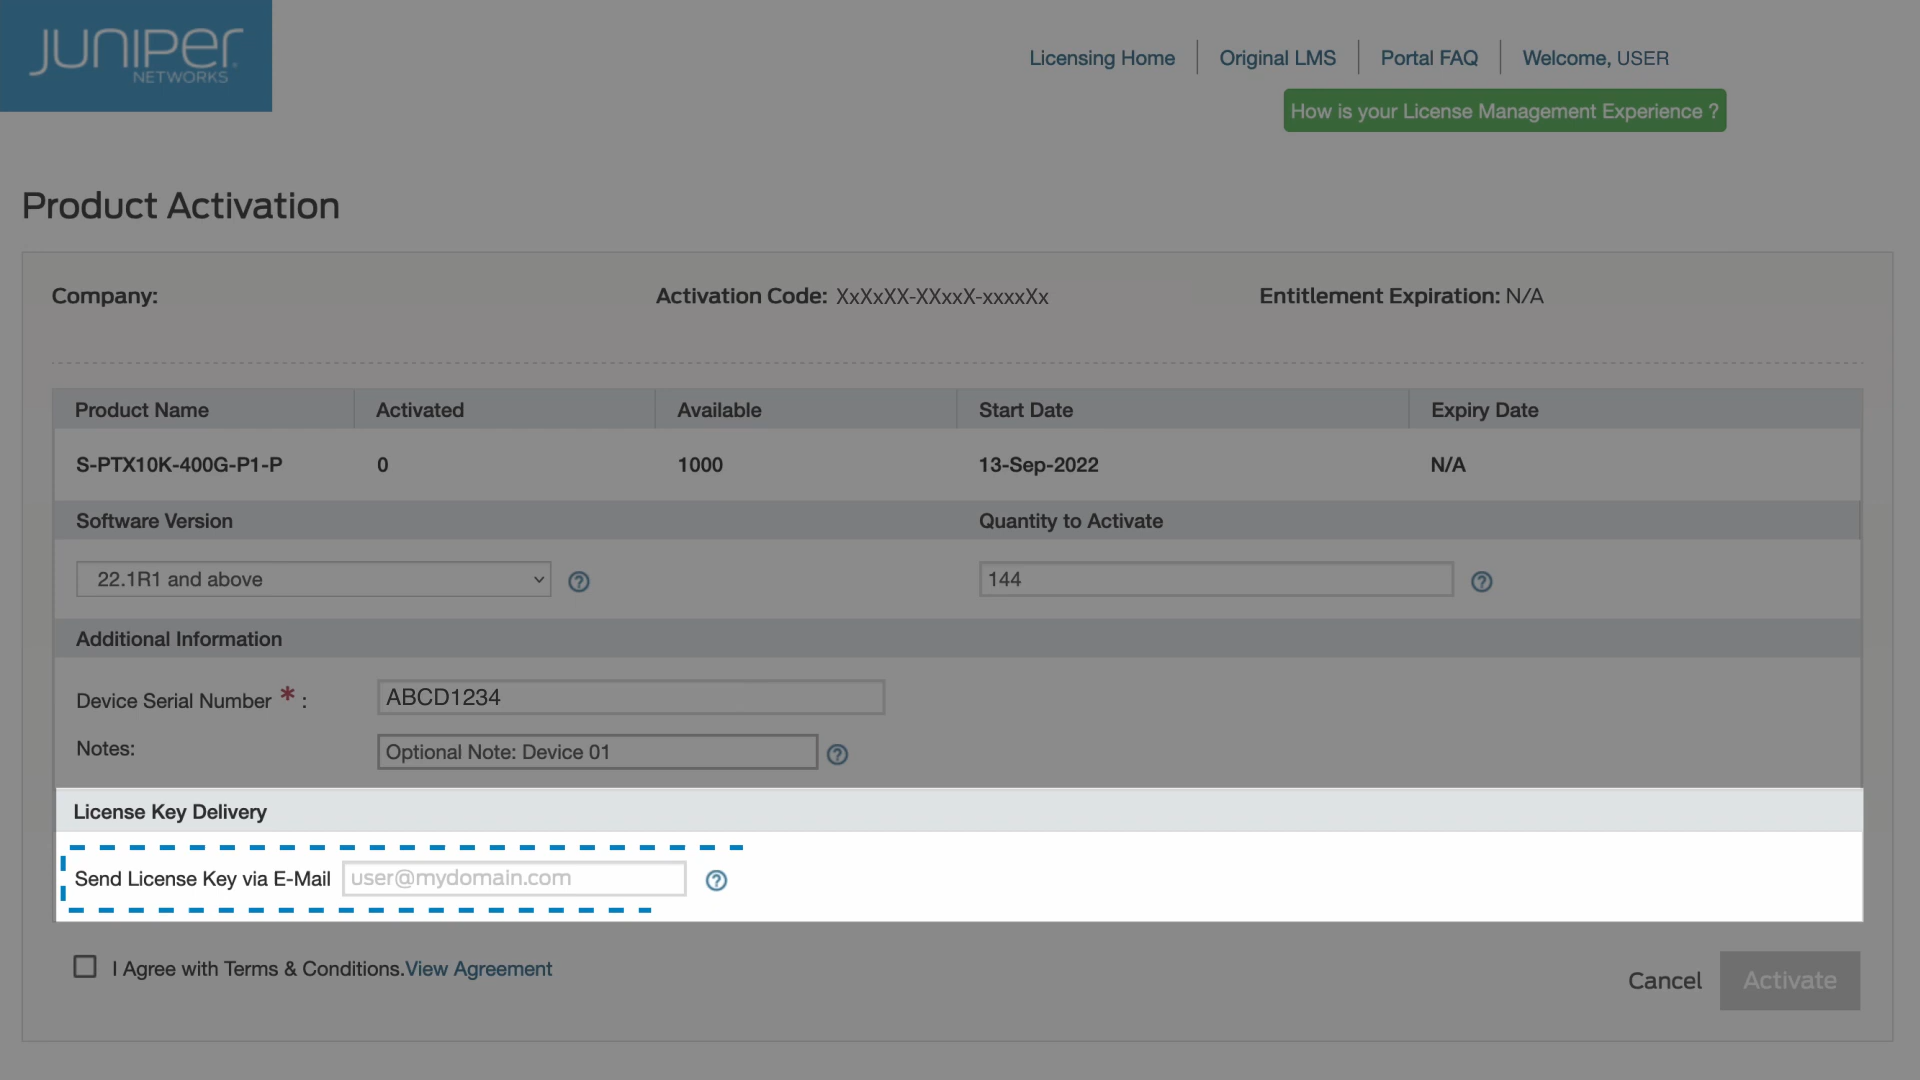 JUNIPER
NETWORKS
Licensing Home
Original LMS
Portal FAQ
Welcome, USER
How is your License Management Experience ?
Product Activation
Company:
Activation Code: XxXxXX-XXxxX-xxxxXx
Entitlement Expiration: N/A
Product Name
Activated
Available
Start Date
Expiry Date
S-PTX10K-400G-P1-P
0
1000
13-Sep-2022
N/A
Software Version
Quantity to Activate
22.1R1 and above
?
144
?
Additional Information
Device Serial Number * :
ABCD1234
Notes:
Optional Note: Device 01
?
License Key Delivery
Send License Key via E-Mail
user@mydomain.com
?
I Agree with Terms & Conditions.View Agreement
Cancel
Activate